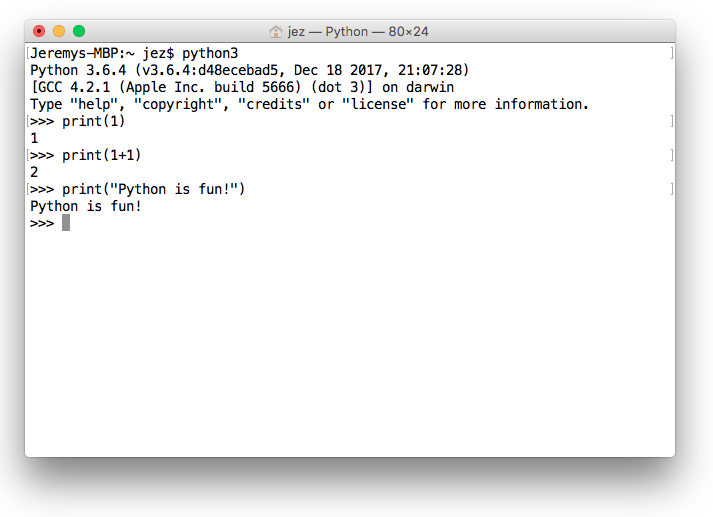 jez — Python — 80×24
Jeremys-MBP:~ jez$ python3
Python 3.6.4 (v3.6.4:d48ecebad5, Dec 18 2017, 21:07:28)
[GCC 4.2.1 (Apple Inc. build 5666) (dot 3)] on darwin
Type "help", "copyright", "credits" or "license" for more information.
>>> print(1)
1
>>> print(1+1)
2
>>> print("Python is fun!")
Python is fun!
>>>